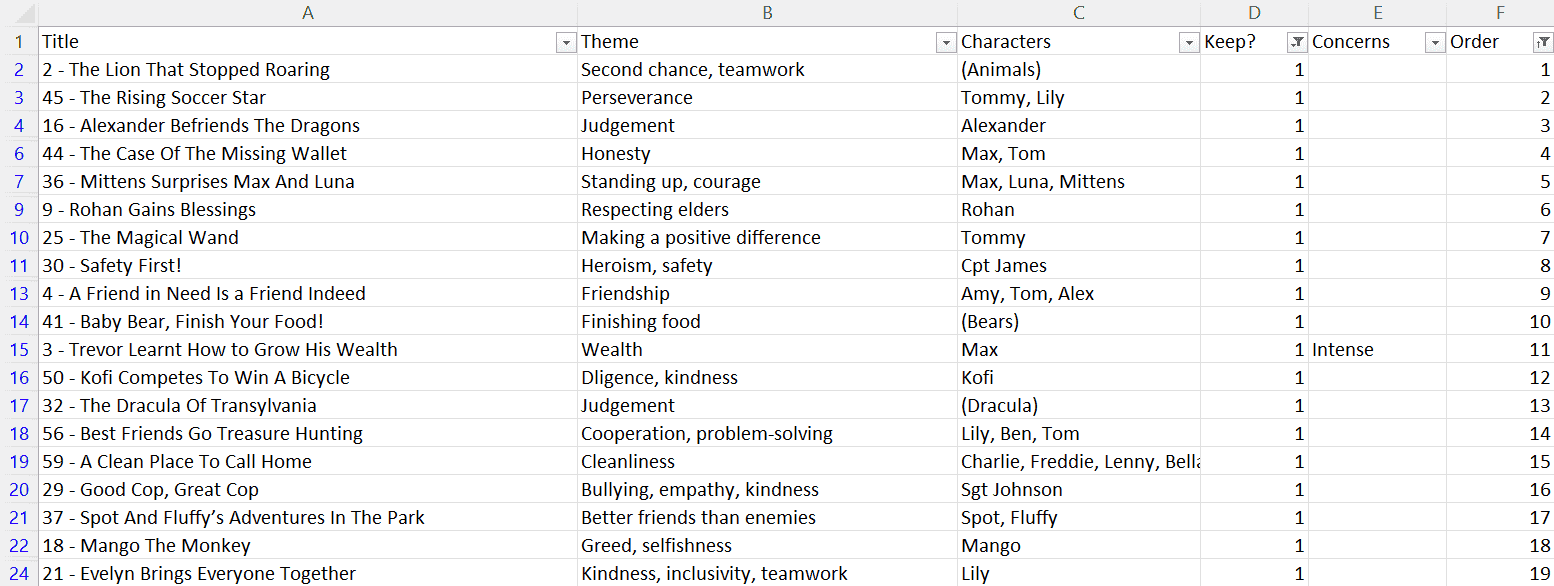 A B C D E F
1 Title Theme Characters Keep? Concerns Order
2 2 - The Lion That Stopped Roaring Second chance, teamwork (Animals) 1 1
3 45 - The Rising Soccer Star Perseverance Tommy, Lily 1 2
4 16 - Alexander Befriends The Dragons Judgement Alexander 1 3
6 44 - The Case Of The Missing Wallet Honesty Max, Tom 1 4
7 36 - Mittens Surprises Max And Luna Standing up, courage Max, Luna, Mittens 1 5
9 9 - Rohan Gains Blessings Respecting elders Rohan 1 6
10 25 - The Magical Wand Making a positive difference Tommy 1 7
11 30 - Safety First! Heroism, safety Cpt James 1 8
13 4 - A Friend in Need Is a Friend Indeed Friendship Amy, Tom, Alex 1 9
14 41 - Baby Bear, Finish Your Food! Finishing food (Bears) 1 10
15 3 - Trevor Learnt How to Grow His Wealth Wealth Max 1 Intense 11
16 50 - Kofi Competes To Win A Bicycle Dligence, kindness Kofi 1 12
17 32 - The Dracula Of Transylvania Judgement (Dracula) 1 13
18 56 - Best Friends Go Treasure Hunting Cooperation, problem-solving Lily, Ben, Tom 1 14
19 59 - A Clean Place To Call Home Cleanliness Charlie, Freddie, Lenny, Bella 1 15
20 29 - Good Cop, Great Cop Bullying, empathy, kindness Sgt Johnson 1 16
21 37 - Spot And Fluffy’s Adventures In The Park Better friends than enemies Spot, Fluffy 1 17
22 18 - Mango The Monkey Greed, selfishness Mango 1 18
24 21 - Evelyn Brings Everyone Together Kindness, inclusivity, teamwork Lily 1 19